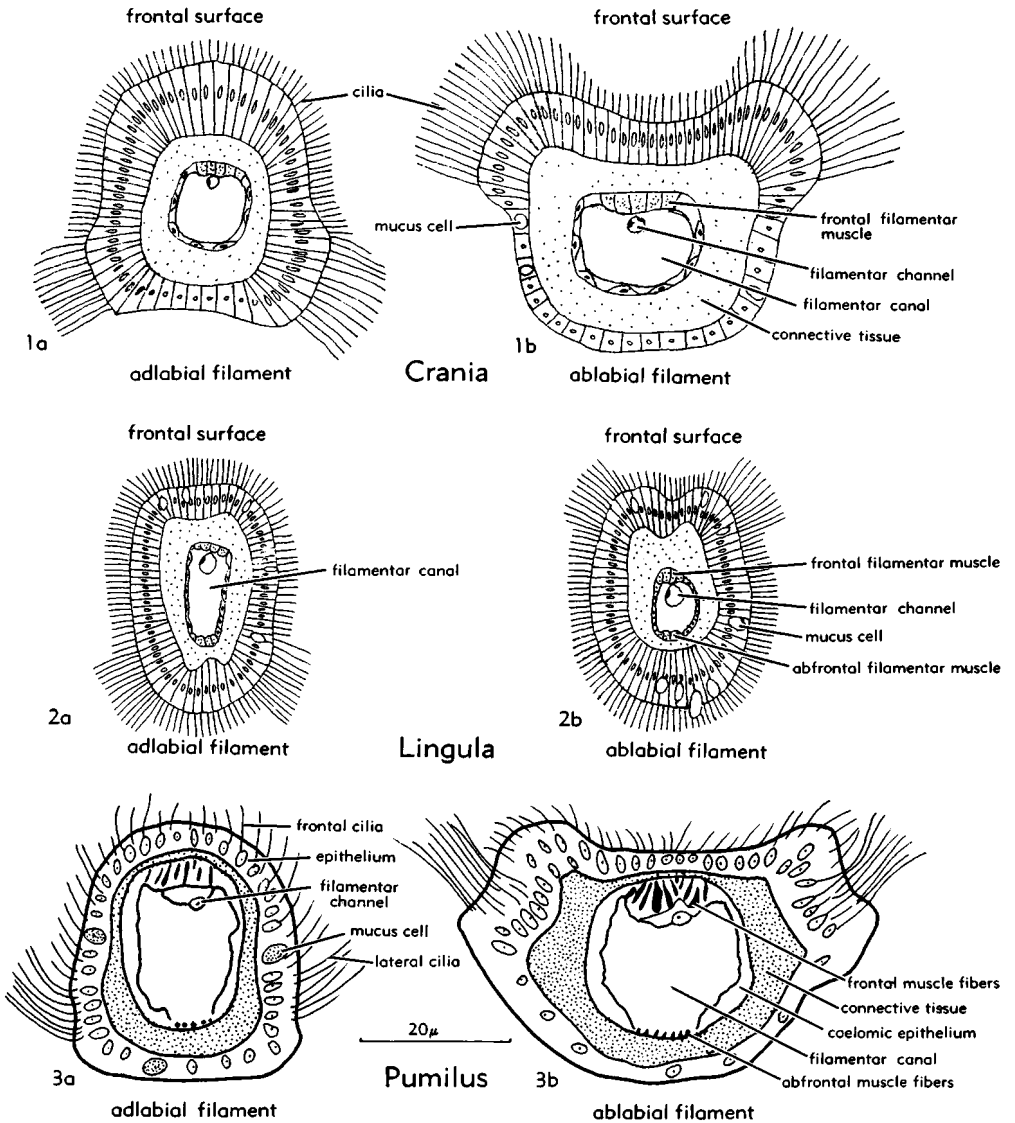 frontal surface
frontal surface
cilia
mucus cell
frontal filamentar
muscle
filamentar channel
filamentar canal
connective tissue
1a
1b
adlabial filament
Crania
ablabial filament
frontal surface
frontal surface
filamentar canal
frontal filamentar muscle
filamentar channel
mucus cell
abfrontal filamentar muscle
2a
2b
adlabial filament
Lingula
ablabial filament
frontal cilia
epithelium
filamentar
channel
mucus cell
lateral cilia
frontal muscle fibers
connective tissue
coelomic epithelium
filamentar canal
abfrontal muscle fibers
20μ
3a
Pumilus
3b
adlabial filament
ablabial filament